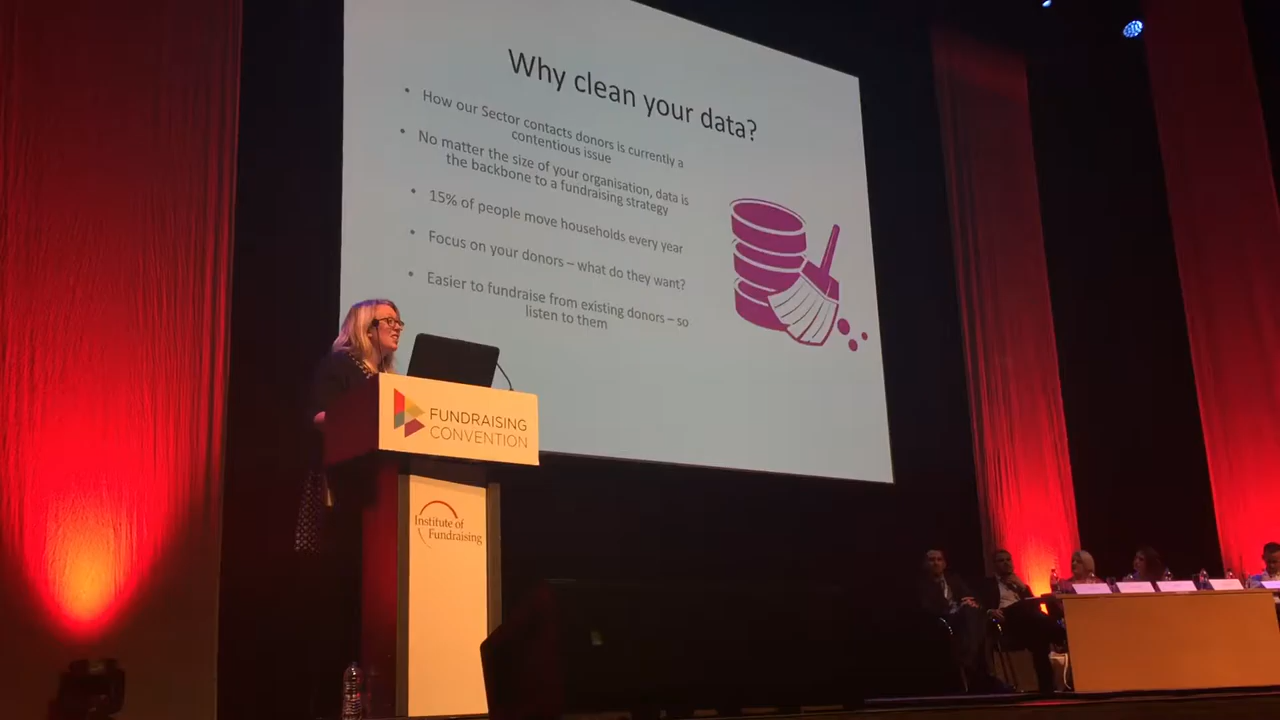 Why clean your data?
• How our Sector contacts donors is currently a
contentious issue
• No matter the size of your organisation, data is
the backbone to a fundraising strategy
• 15% of people move households every year
• Focus on your donors – what do they want?
• Easier to fundraise from existing donors – so
listen to them
FUNDRAISING
CONVENTION
Institute of
Fundraising